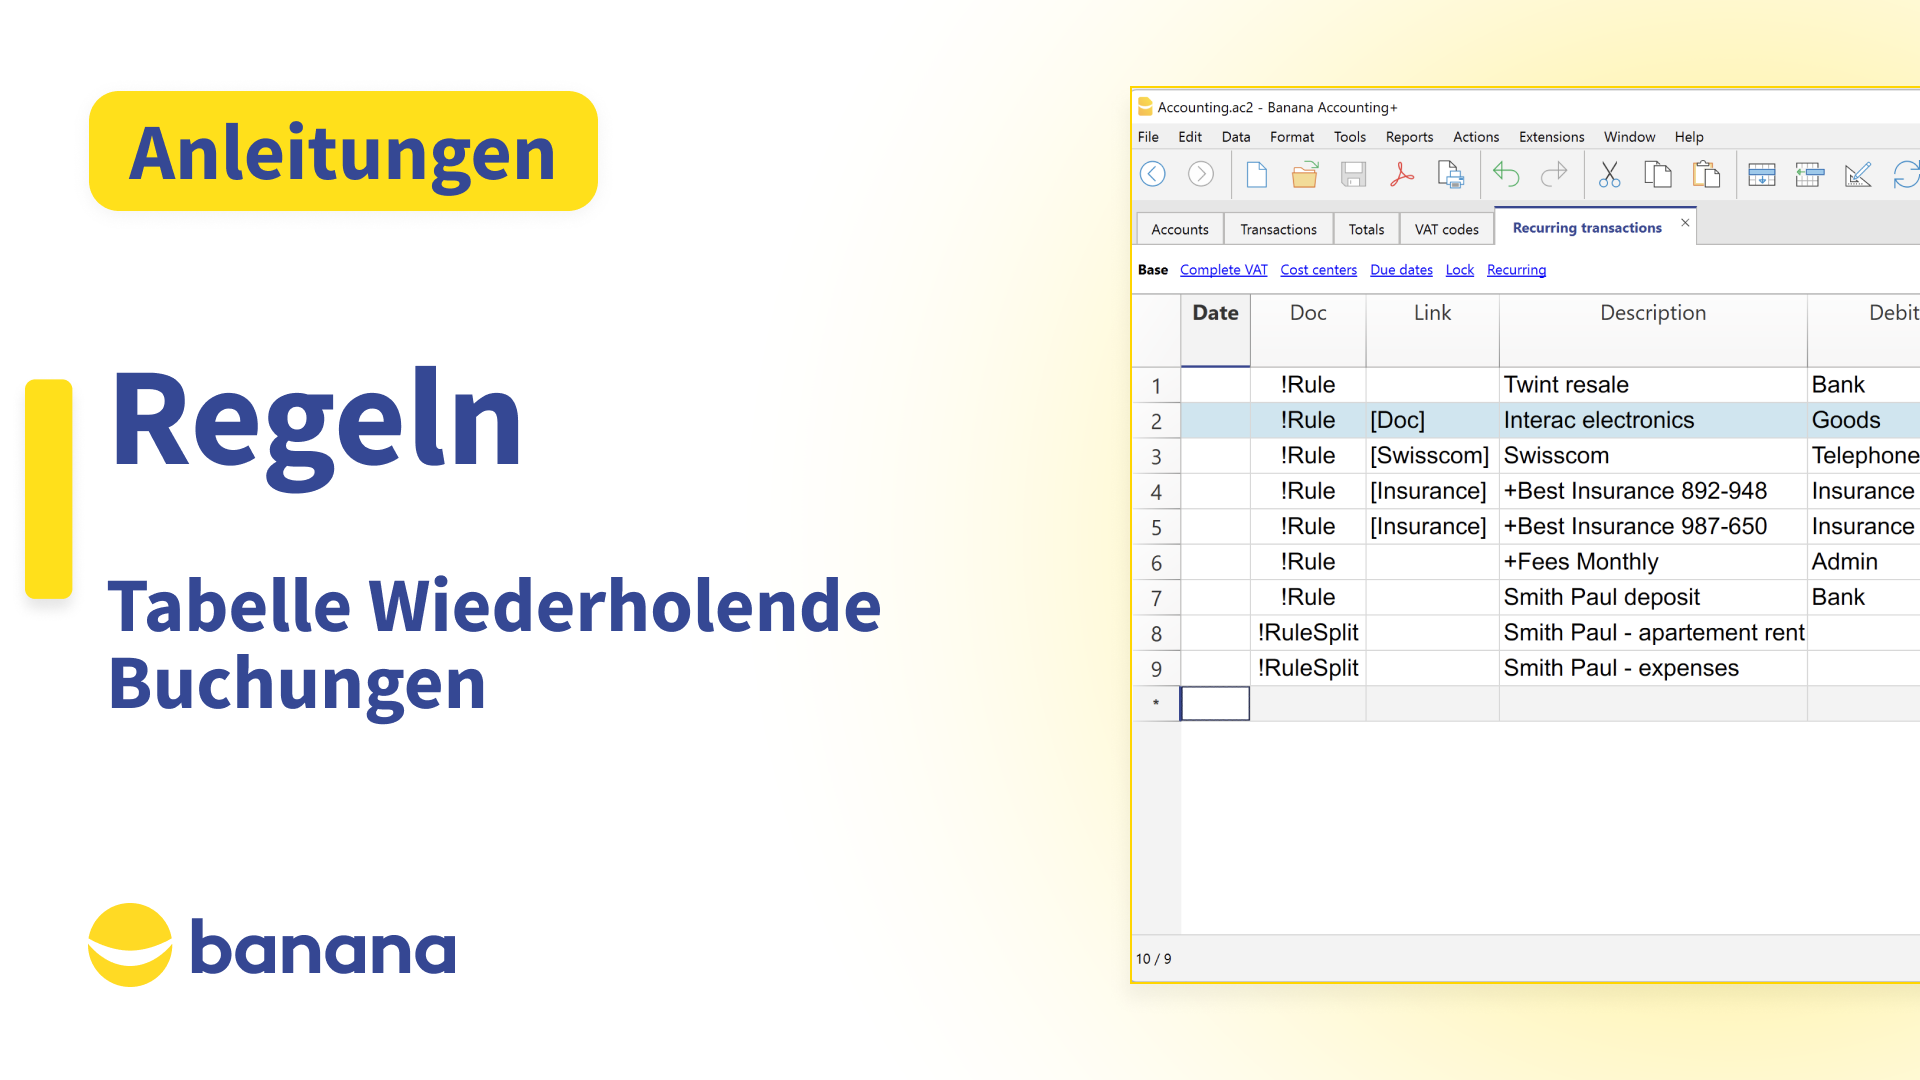 Anleitungen
Regeln
Tabelle Wiederholende
Buchungen
banana
Accounting.ac2 - Banana Accounting+
File Edit Data Format Tools Reports Actions Extensions Window Help
Accounts Transactions Totals VAT codes Recurring transactions
Base Complete VAT Cost centers Due dates Lock Recurring
Date Doc Link Description Debit
1 !Rule Twint resale Bank
2 !Rule [Doc] Interac electronics Goods
3 !Rule [Swisscom] Swisscom Telephone
4 !Rule [Insurance] +Best Insurance 892-948 Insurance
5 !Rule [Insurance] +Best Insurance 987-650 Insurance
6 !Rule +Fees Monthly Admin
7 !Rule Smith Paul deposit Bank
8 !RuleSplit Smith Paul - apartement rent
9 !RuleSplit Smith Paul - expenses
*
10 / 9